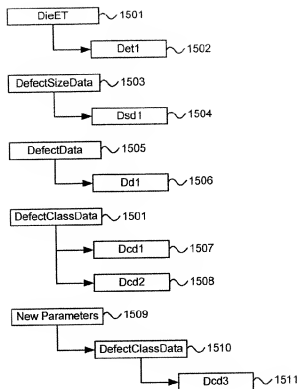 DieET 1501
Det1 1502
DefectSizeData 1503
Dsd1 1504
DefectData 1505
Dd1 1506
DefectClassData 1501
Dcd1 1507
Dcd2 1508
New Parameters 1509
DefectClassData 1510
Dcd3 1511